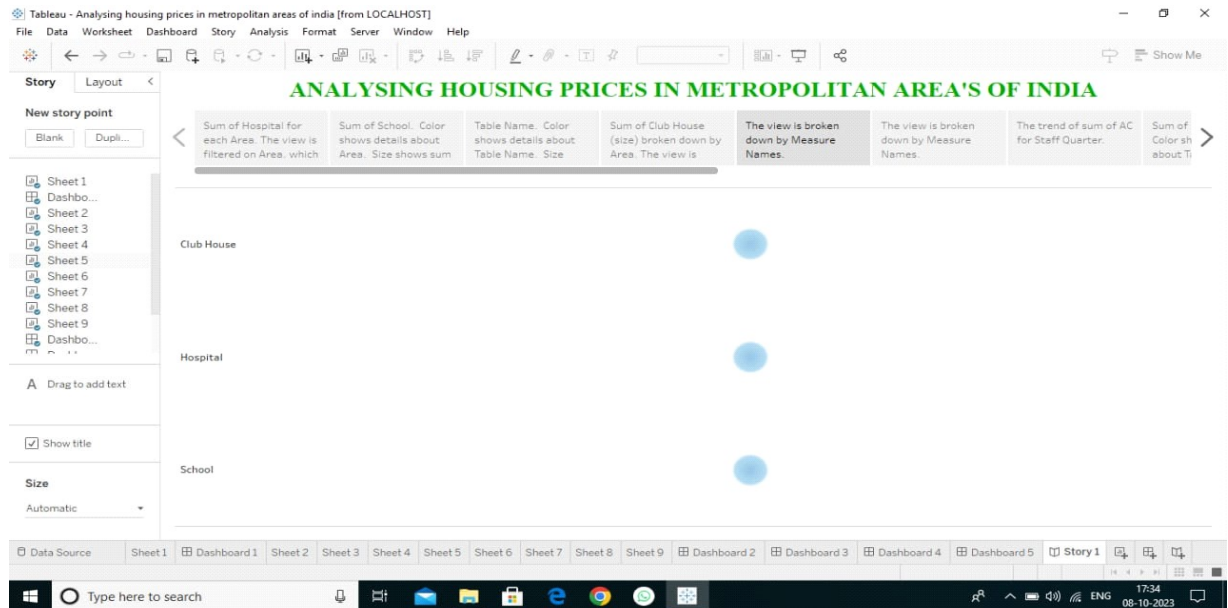 Tableau - Analysing housing prices in metropolitan areas of india [from LOCALHOST]
File Data Worksheet Dashboard Story Analysis Format Server Window Help
Show Me
Story Layout
New story point
Blank Dupli...
Sheet 1
Dashbo...
Sheet 2
Sheet 3
Sheet 4
Sheet 5
Sheet 6
Sheet 7
Sheet 8
Sheet 9
Dashbo...
A Drag to add text
Show title
Size
Automatic
ANALYSING HOUSING PRICES IN METROPOLITAN AREA'S OF INDIA
Sum of Hospital for
each Area. The view is
filtered on Area, which
Sum of School. Color
shows details about
Area. Size shows sum
Table Name. Color
shows details about
Table Name. Size
Sum of Club House
(size) broken down by
Area. The view is
The view is broken
down by Measure
Names.
The view is broken
down by Measure
Names.
The trend of sum of AC
for Staff Quarter.
Sum of
Color sh
about T
Club House
Hospital
School
Data Source Sheet 1 Dashboard 1 Sheet 2 Sheet 3 Sheet 4 Sheet 5 Sheet 6 Sheet 7 Sheet 8 Sheet 9 Dashboard 2 Dashboard 3 Dashboard 4 Dashboard 5 Story 1
Type here to search
ENG
17:34
08-10-2023